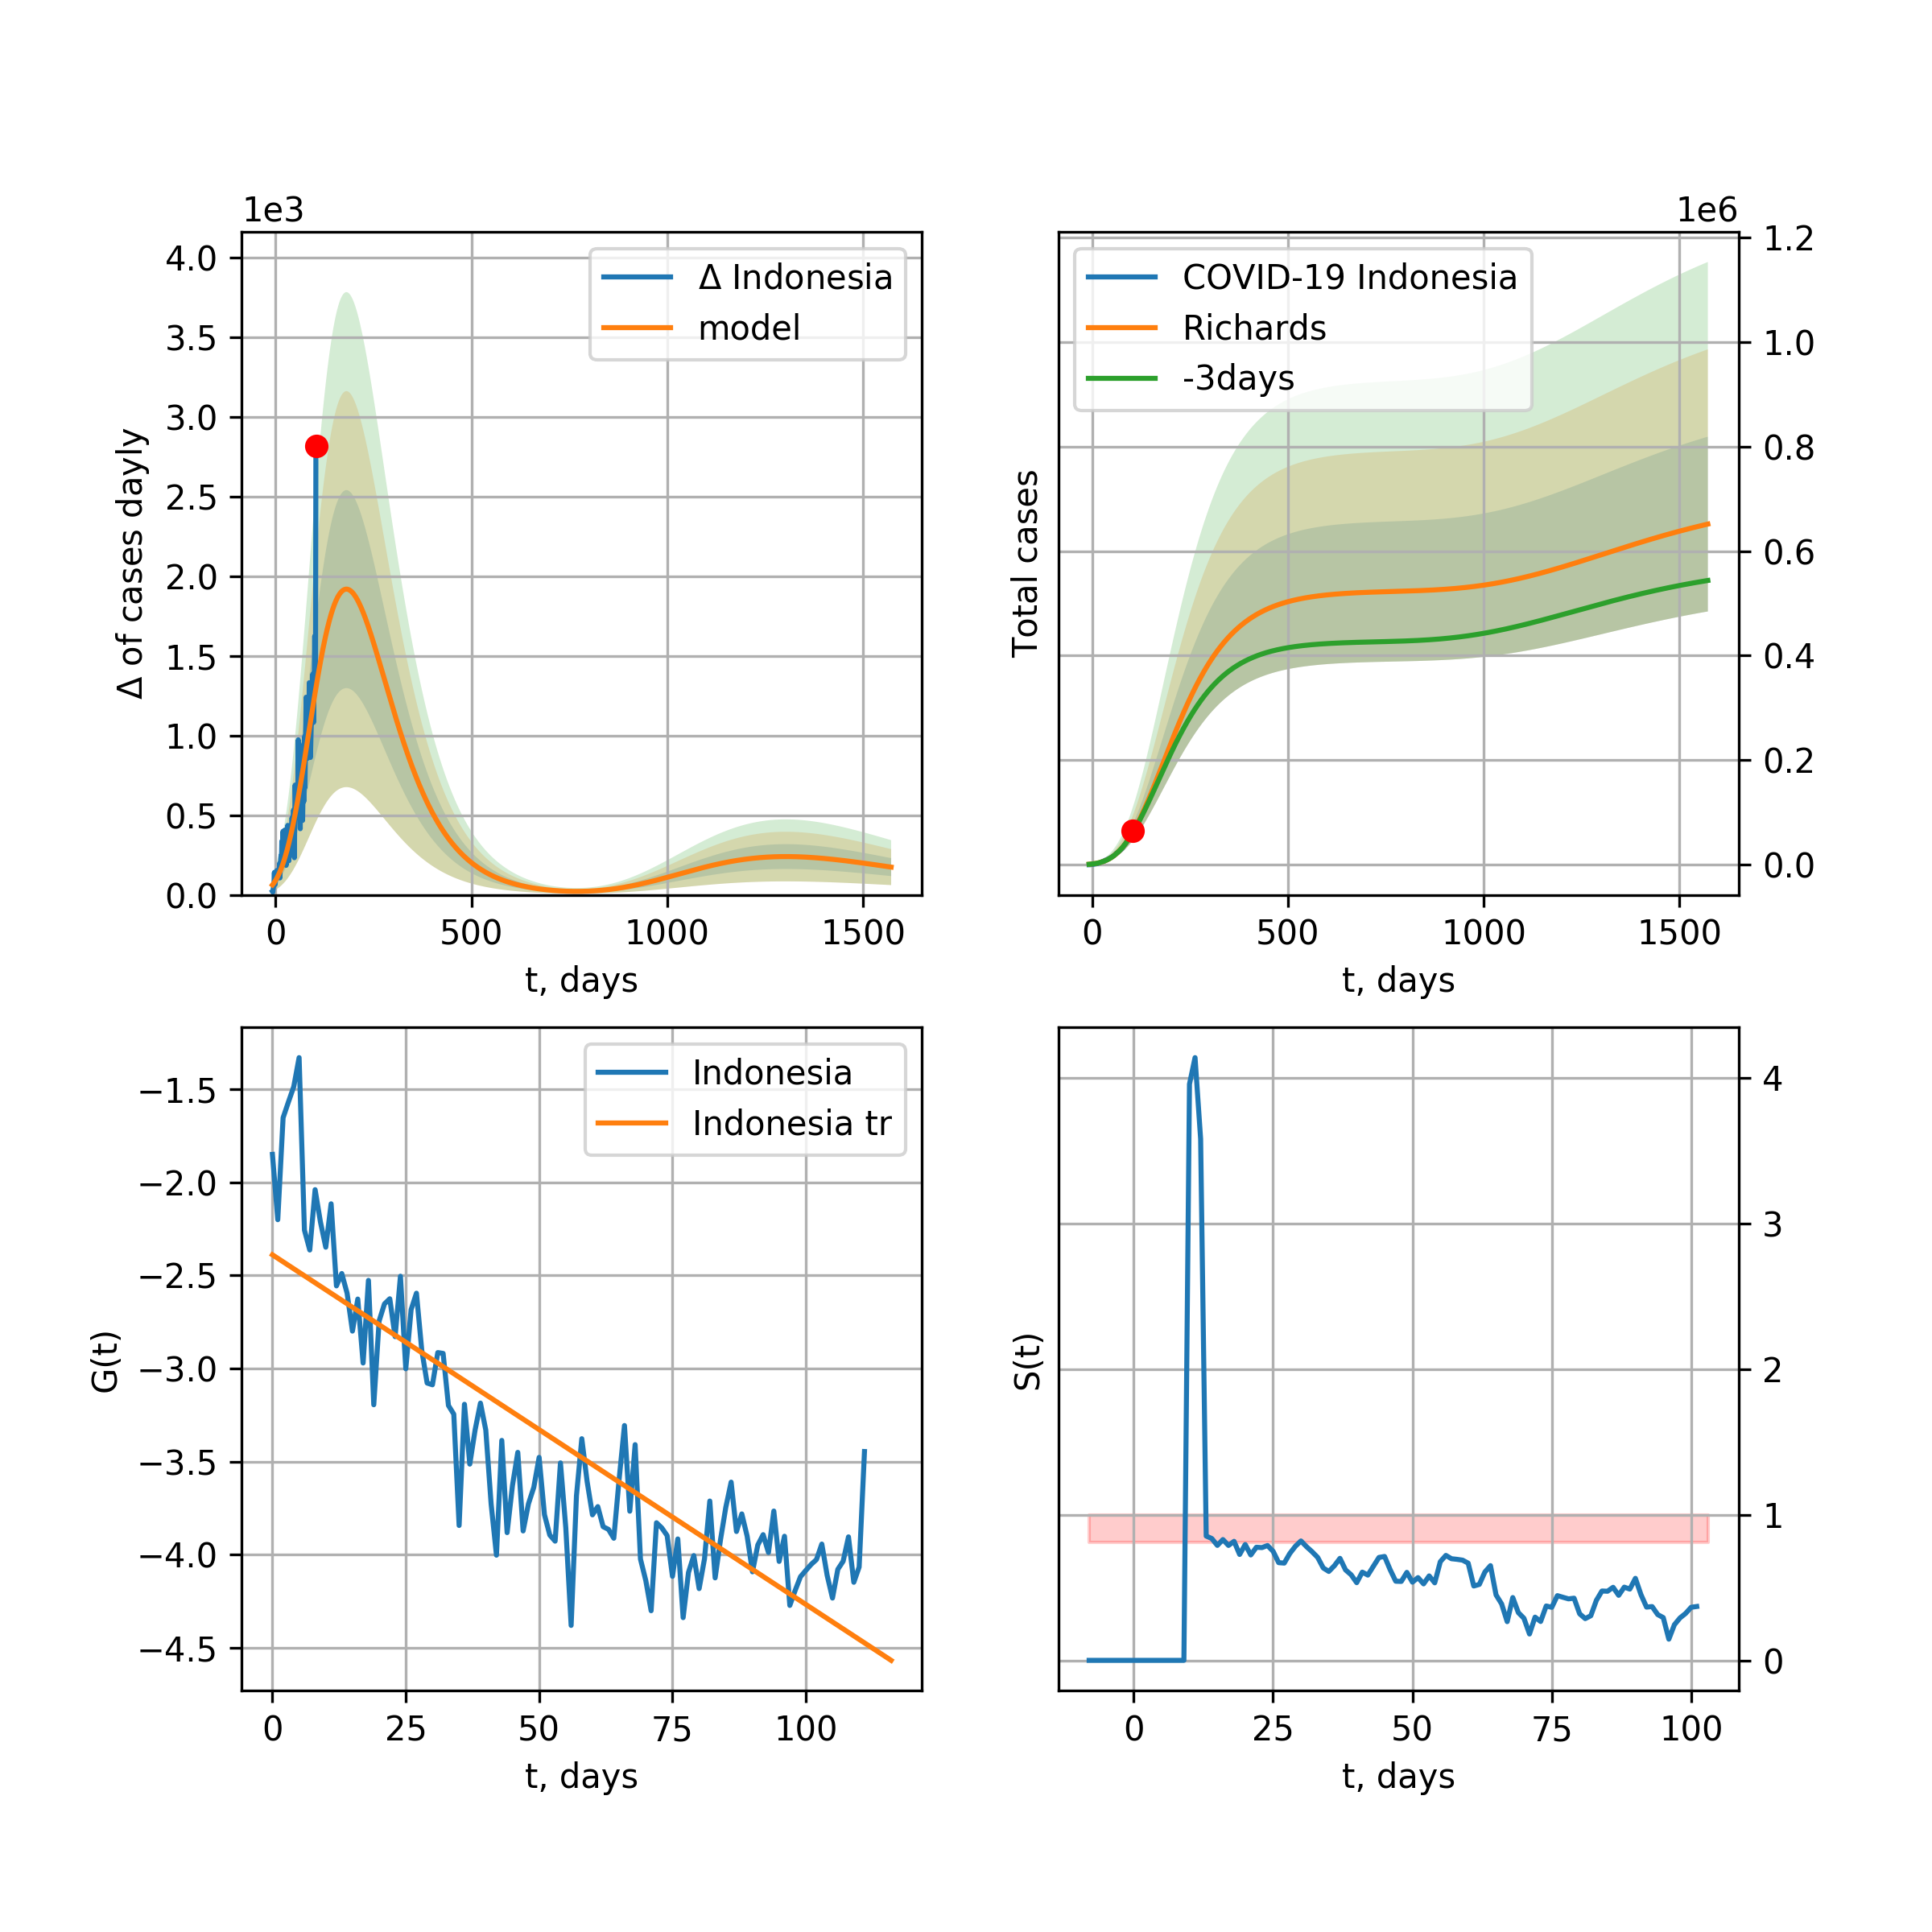 1e3
4.0
3.5
3.0
2.5
2.0
1.5
1.0
0.5
0.0
Δ of cases dayly
Δ Indonesia
model
0 500 1000 1500
t, days
1e6
COVID-19 Indonesia
Richards
-3days
Total cases
1.2
1.0
0.8
0.6
0.4
0.2
0.0
0 500 1000 1500
t, days
−1.5
−2.0
−2.5
−3.0
−3.5
−4.0
−4.5
G(t)
Indonesia
Indonesia tr
0 25 50 75 100
t, days
S(t)
4
3
2
1
0
0 25 50 75 100
t, days